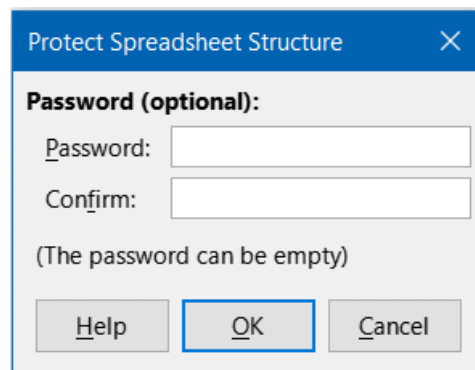 Protect Spreadsheet Structure
Password (optional):
Password:
Confirm:
(The password can be empty)
Help OK Cancel